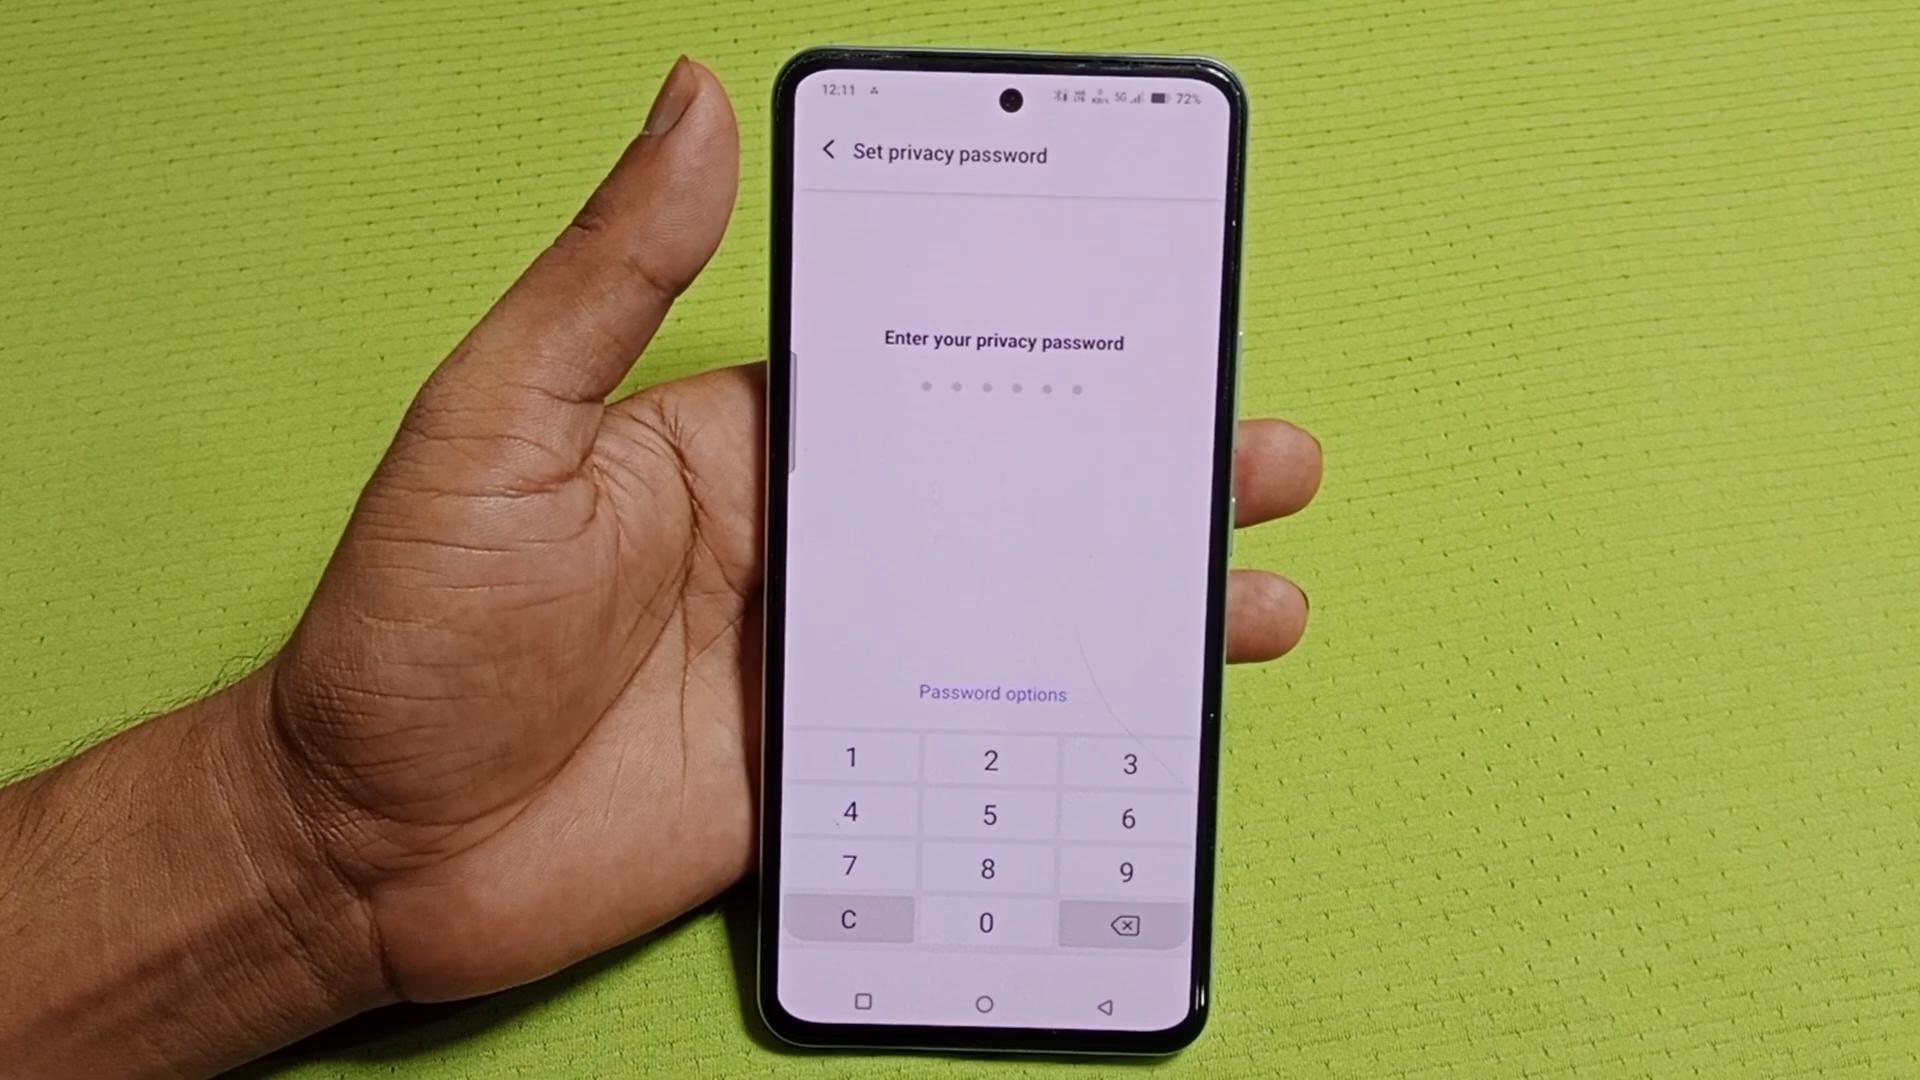 12:11 5G 72%
Set privacy password
Enter your privacy password
Password options
1 2 3
4 5 6
7 8 9
C 0